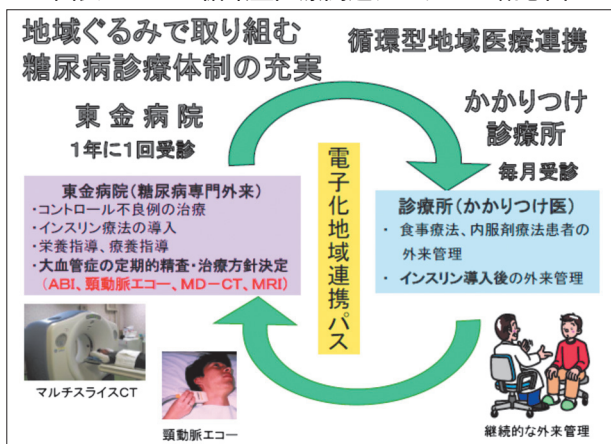 地域ぐるみで取り組む
糖尿病診療体制の充実
循環型地域医療連携
東金病院
1年に1回受診
かかりつけ
診療所
毎月受診
電子化地域連携パス
東金病院(糖尿病専門外来)
・コントロール不良例の治療
・インスリン療法の導入
・栄養指導、療養指導
・大血管症の定期的精査・治療方針決定
(ABI、頸動脈エコー、MD-CT、MRI)
診療所(かかりつけ医)
・ 食事療法、内服剤療法患者の
外来管理
・ インスリン導入後の外来管理
マルチスライスCT
頸動脈エコー
継続的な外来管理